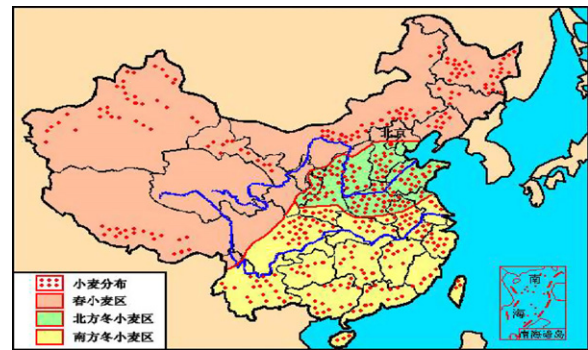 北京
小麦分布
春小麦区
北方冬小麦区
南方冬小麦区
南
海
南海诸岛